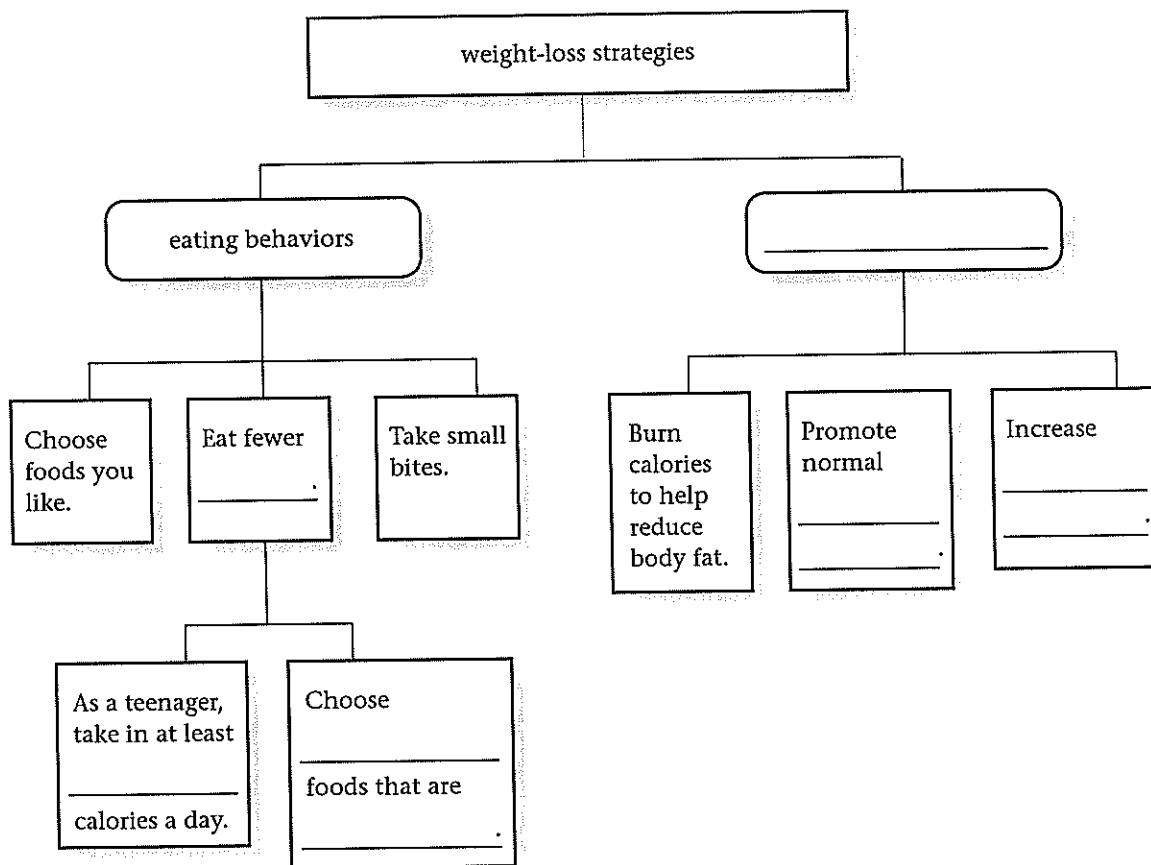 weight-loss strategies
eating behaviors
Choose
foods you
like.
Eat fewer
.
Take small
bites.
Burn
calories
to help
reduce
body fat.
Promote
normal
.
Increase
.
As a teenager,
take in at least
calories a day.
Choose
foods that are
.